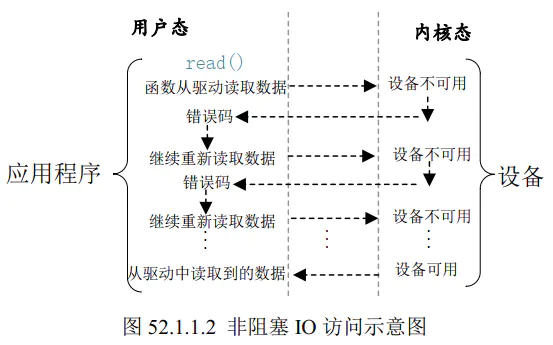 用户态 内核态
read()
函数从驱动读取数据 设备不可用
错误码
继续重新读取数据 设备不可用
应用程序 设备
错误码
继续重新读取数据 设备不可用
从驱动中读取到的数据 设备可用
图 52.1.1.2 非阻塞 IO 访问示意图